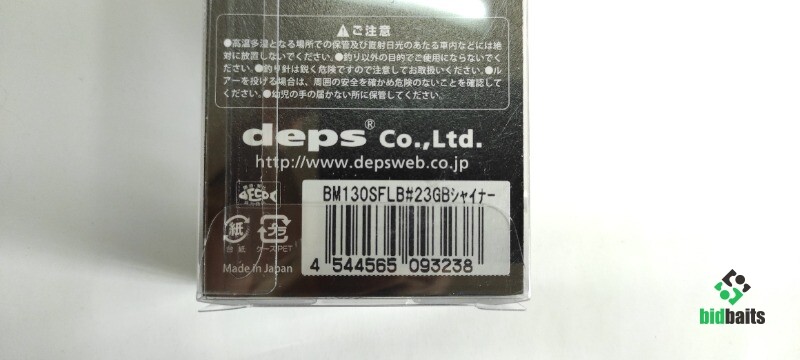 ⚠ご注意
●高温多湿となる場所での保管及び直射日光のあたる車内などには絶
対に放置しないでください。●釣り以外の目的でご使用にならないでく
ださい。●釣り針は鋭く危険ですので注意してお取扱いください。●ル
アーを投げる場合は、周囲の安全を確かめ危険のないことを確認して
ください。●幼児の手の届かない所に保管してください。
deps® Co.,Ltd.
http://www.depsweb.co.jp
ECO
BM130SFLB#23GBシャイナー
紙
プラ
台紙
ケースPET
Made in Japan
4 544565 093238
bidbaits